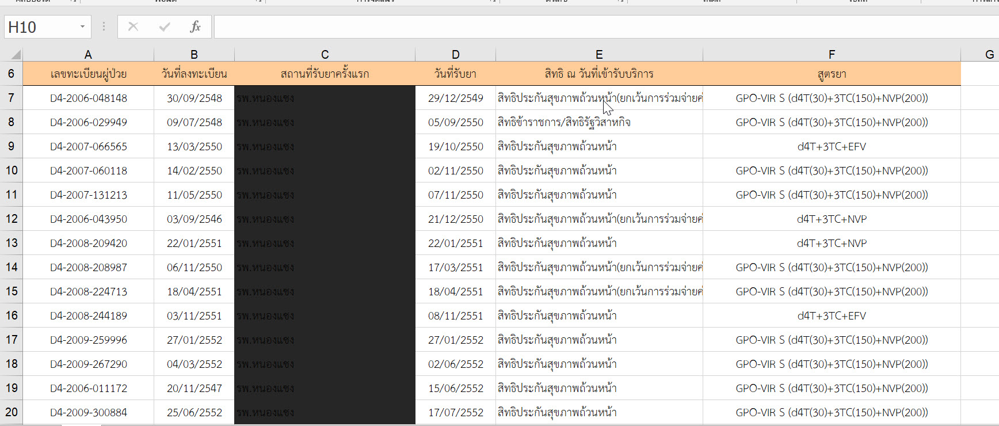 H10 fx
A B C D E F G
6 เลขทะเบียนผู้ป่วย วันที่ลงทะเบียน สถานที่รับยาครั้งแรก วันที่รับยา สิทธิ ณ วันที่เข้ารับบริการ สูตรยา
7 D4-2006-048148 30/09/2548 รพ.หนองแซง 29/12/2549 สิทธิประกันสุขภาพถ้วนหน้า(ยกเว้นการร่วมจ่ายค่ GPO-VIR S (d4T(30)+3TC(150)+NVP(200))
8 D4-2006-029949 09/07/2548 รพ.หนองแซง 05/09/2550 สิทธิข้าราชการ/สิทธิรัฐวิสาหกิจ GPO-VIR S (d4T(30)+3TC(150)+NVP(200))
9 D4-2007-066565 13/03/2550 รพ.หนองแซง 19/10/2550 สิทธิประกันสุขภาพถ้วนหน้า d4T+3TC+EFV
10 D4-2007-060118 14/02/2550 รพ.หนองแซง 02/11/2550 สิทธิประกันสุขภาพถ้วนหน้า GPO-VIR S (d4T(30)+3TC(150)+NVP(200))
11 D4-2007-131213 11/05/2550 รพ.หนองแซง 07/11/2550 สิทธิประกันสุขภาพถ้วนหน้า GPO-VIR S (d4T(30)+3TC(150)+NVP(200))
12 D4-2006-043950 03/09/2546 รพ.หนองแซง 21/12/2550 สิทธิประกันสุขภาพถ้วนหน้า(ยกเว้นการร่วมจ่ายค่ d4T+3TC+NVP
13 D4-2008-209420 22/01/2551 รพ.หนองแซง 22/01/2551 สิทธิประกันสุขภาพถ้วนหน้า d4T+3TC+NVP
14 D4-2008-208987 06/11/2550 รพ.หนองแซง 17/03/2551 สิทธิประกันสุขภาพถ้วนหน้า(ยกเว้นการร่วมจ่ายค่ GPO-VIR S (d4T(30)+3TC(150)+NVP(200))
15 D4-2008-224713 18/04/2551 รพ.หนองแซง 18/04/2551 สิทธิประกันสุขภาพถ้วนหน้า(ยกเว้นการร่วมจ่ายค่ GPO-VIR S (d4T(30)+3TC(150)+NVP(200))
16 D4-2008-244189 03/11/2551 รพ.หนองแซง 08/11/2551 สิทธิประกันสุขภาพถ้วนหน้า d4T+3TC+EFV
17 D4-2009-259996 27/01/2552 รพ.หนองแซง 27/01/2552 สิทธิประกันสุขภาพถ้วนหน้า GPO-VIR S (d4T(30)+3TC(150)+NVP(200))
18 D4-2009-267290 04/03/2552 รพ.หนองแซง 02/06/2552 สิทธิประกันสุขภาพถ้วนหน้า GPO-VIR S (d4T(30)+3TC(150)+NVP(200))
19 D4-2006-011172 20/11/2547 รพ.หนองแซง 15/06/2552 สิทธิประกันสุขภาพถ้วนหน้า GPO-VIR S (d4T(30)+3TC(150)+NVP(200))
20 D4-2009-300884 25/06/2552 รพ.หนองแซง 17/07/2552 สิทธิประกันสุขภาพถ้วนหน้า GPO-VIR S (d4T(30)+3TC(150)+NVP(200))